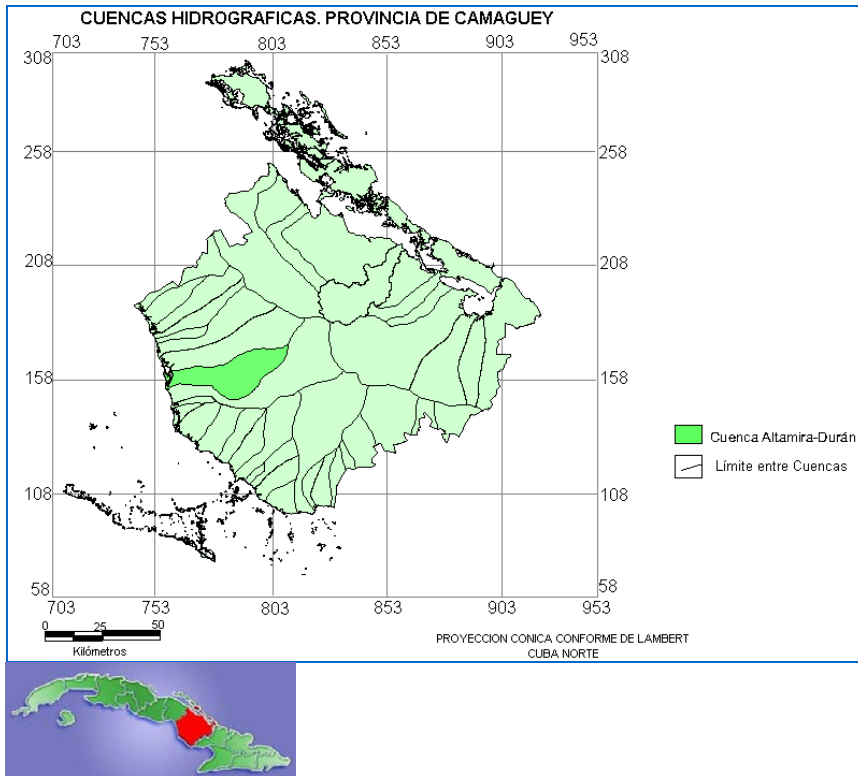 CUENCAS HIDROGRAFICAS. PROVINCIA DE CAMAGUEY
703 753 803 853 903 953
308 308
258 258
208 208
158 158
Cuenca Altamira-Durán
Límite entre Cuencas
108 108
58 58
703 753 803 853 903 953
0 25 50
Kilómetros
PROYECCION CONICA CONFORME DE LAMBERT
CUBA NORTE